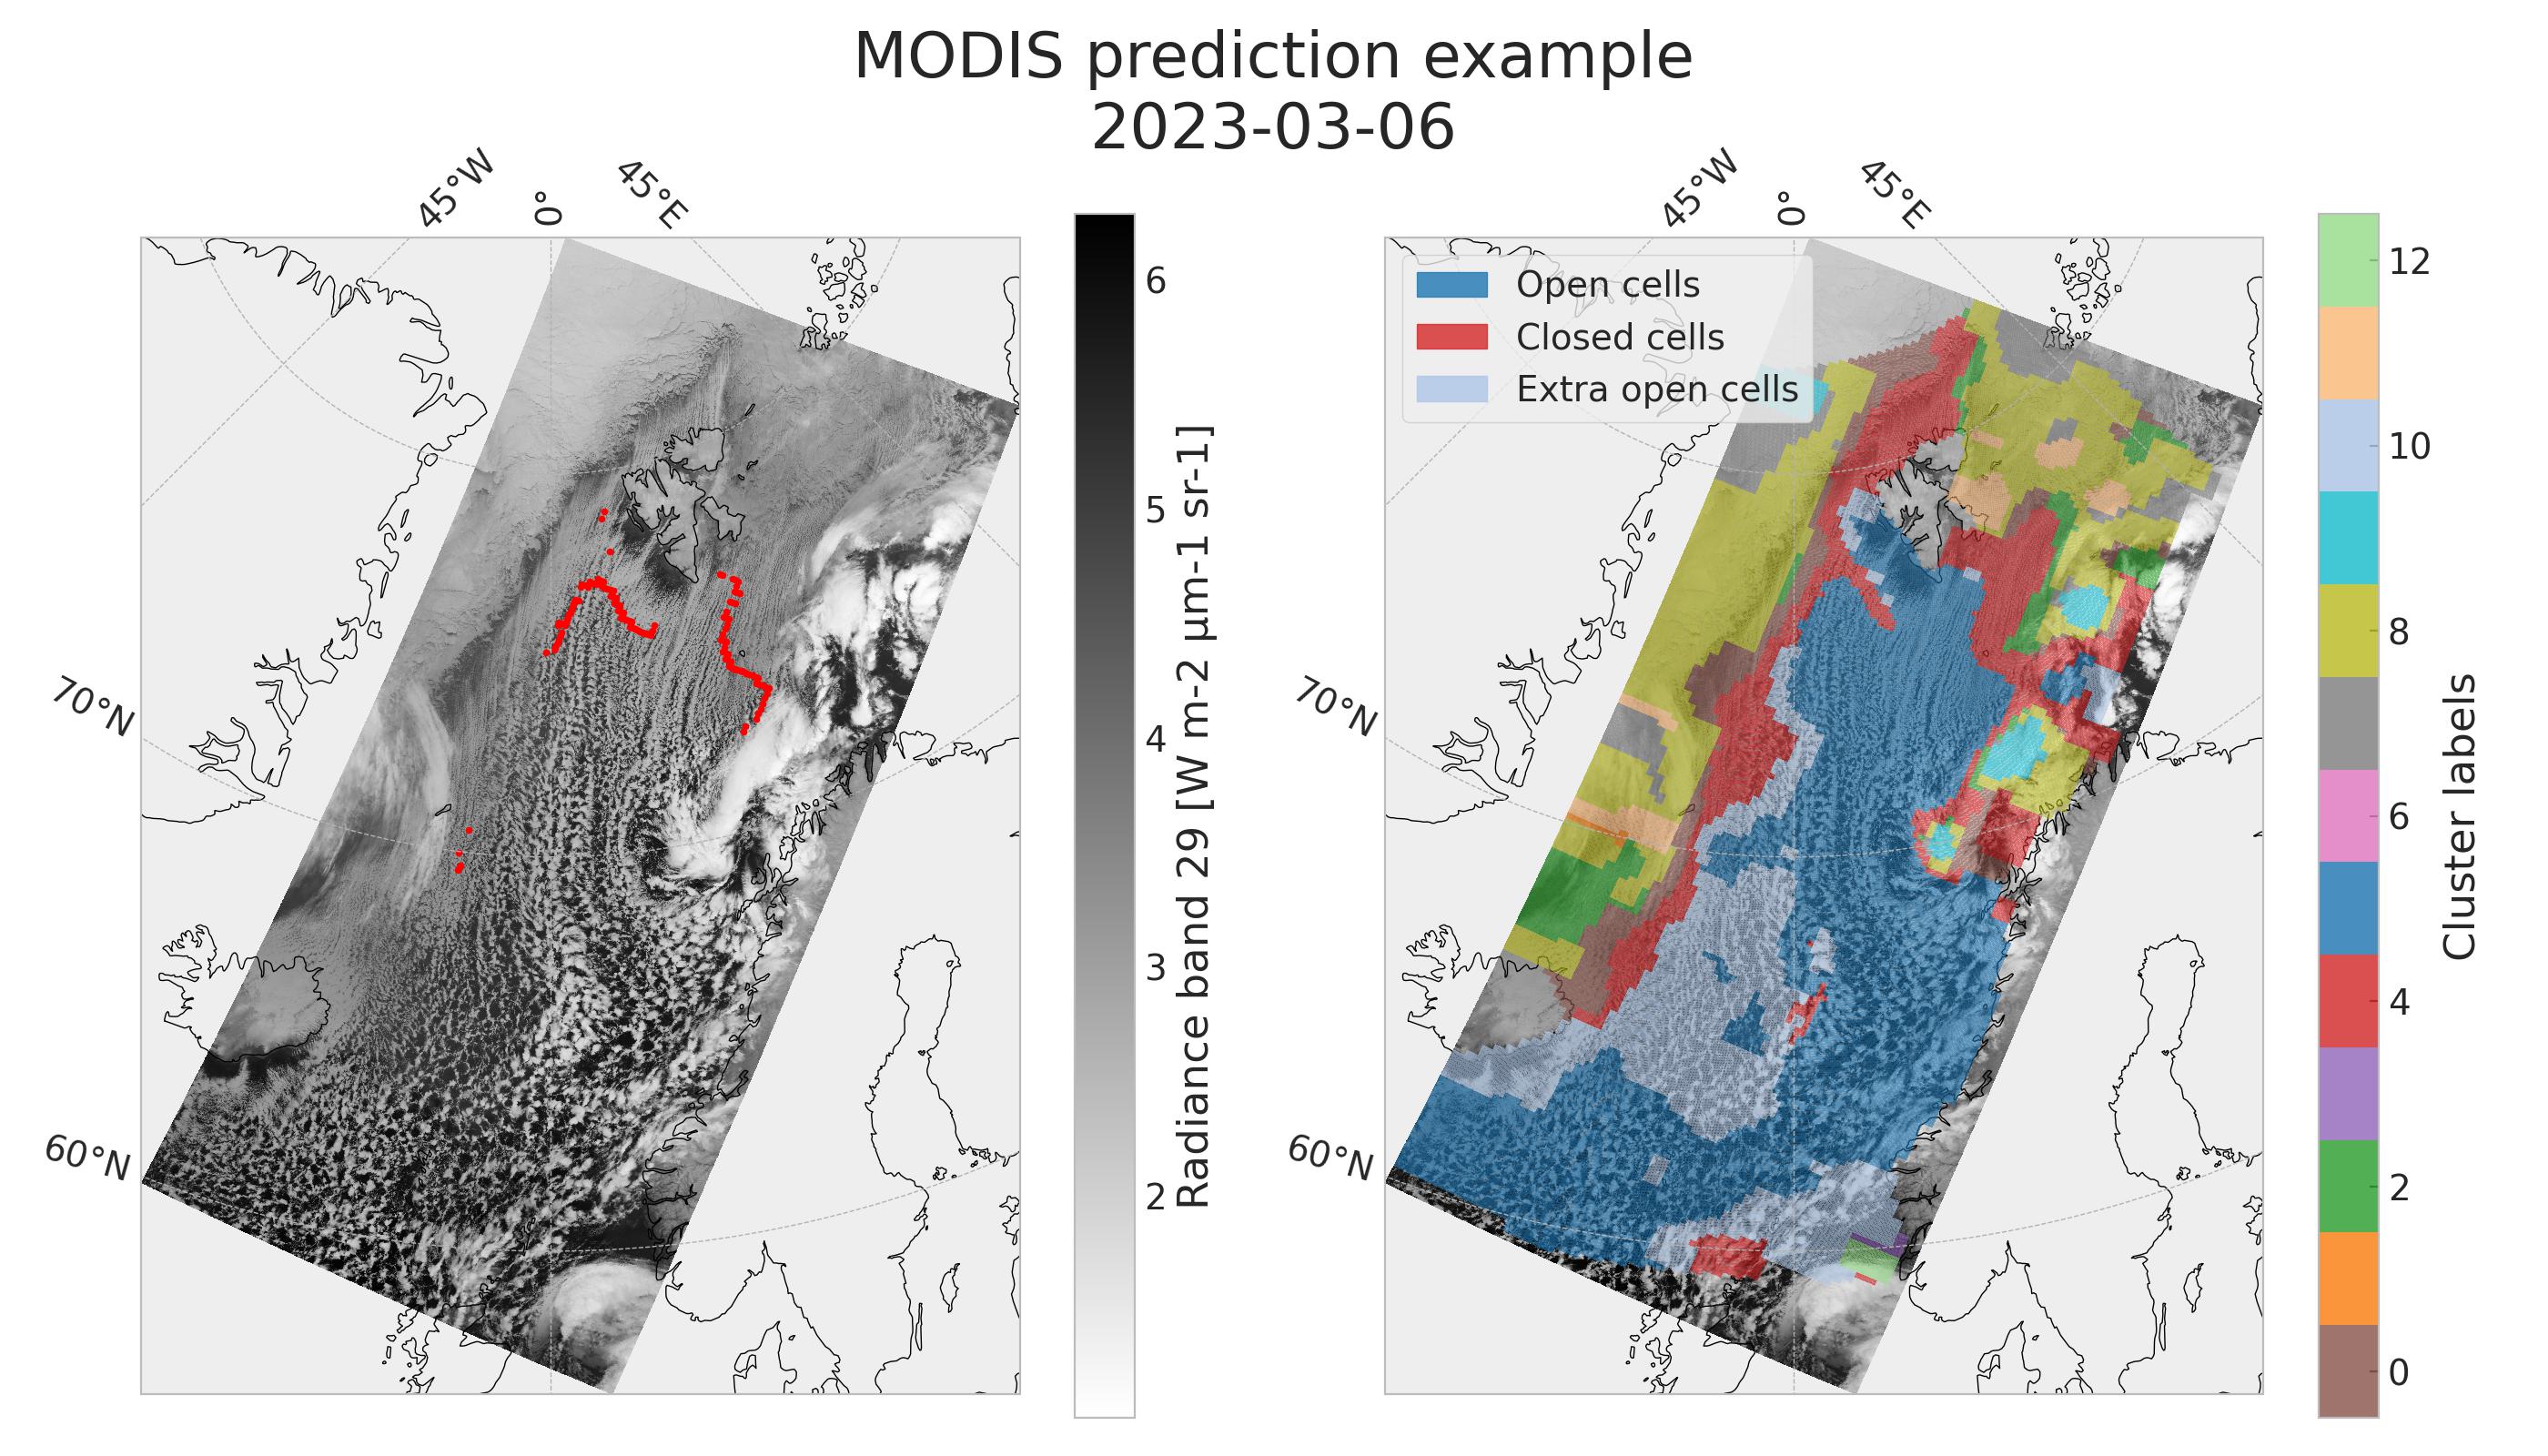 MODIS prediction example
2023-03-06
45°W
0°
45°E
70°N
60°N
6
5
4
3
2
Radiance band 29 [W m-2 µm-1 sr-1]
45°W
0°
45°E
70°N
60°N
Open cells
Closed cells
Extra open cells
12
10
8
6
4
2
0
Cluster labels